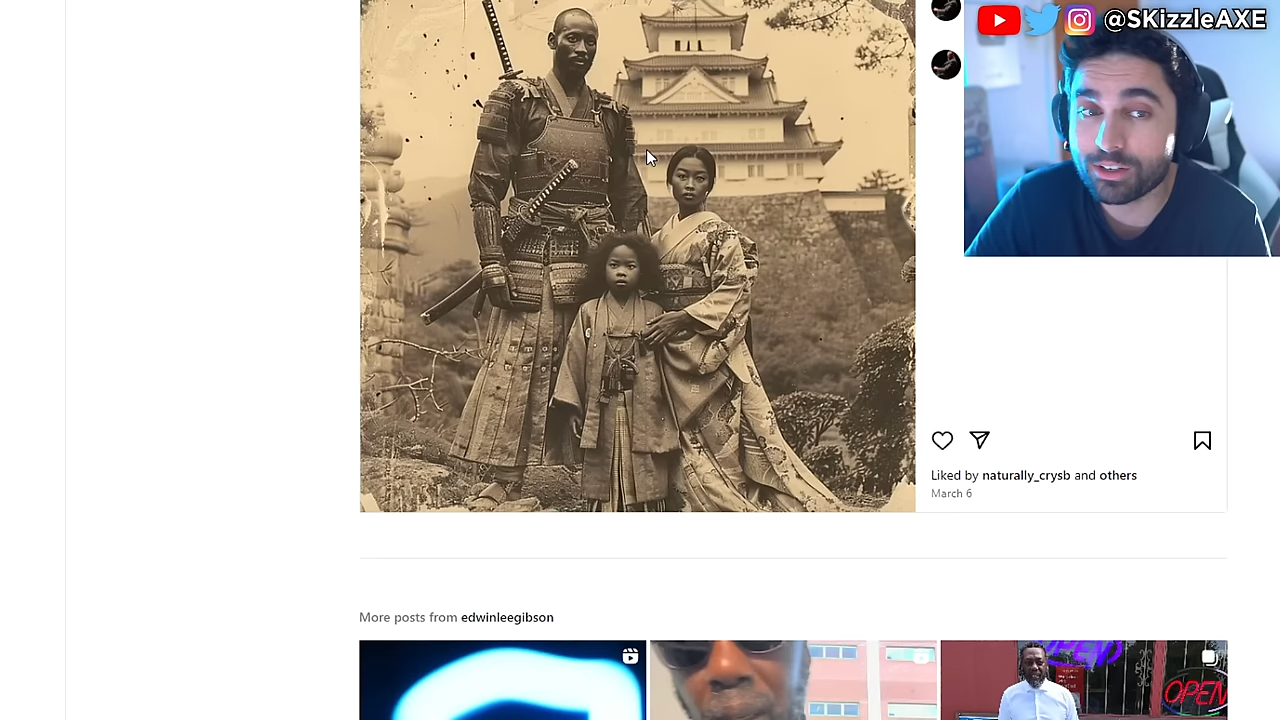 @SKizzleAXE
Liked by naturally_crysb and others
March 6
More posts from edwinleegibson
OPEN